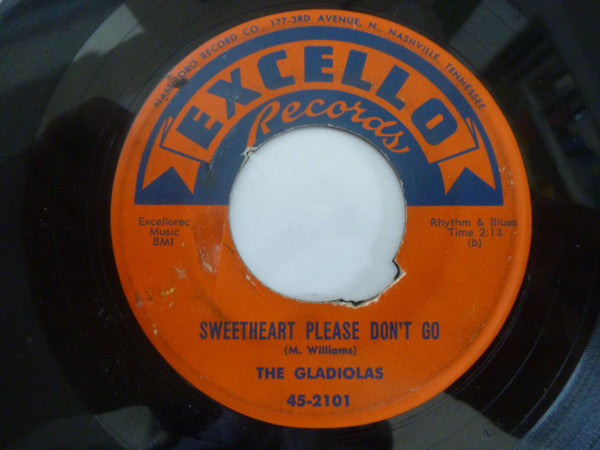 NASHBORO RECORD CO., 177-3RD AVENUE, N., NASHVILLE, TENNESSEE
EXCELLO
Records
Excellorec
Music
BMI
Rhythm & Blues
Time 2:13
(b)
SWEETHEART PLEASE DON'T GO
(M. Williams)
THE GLADIOLAS
45-2101